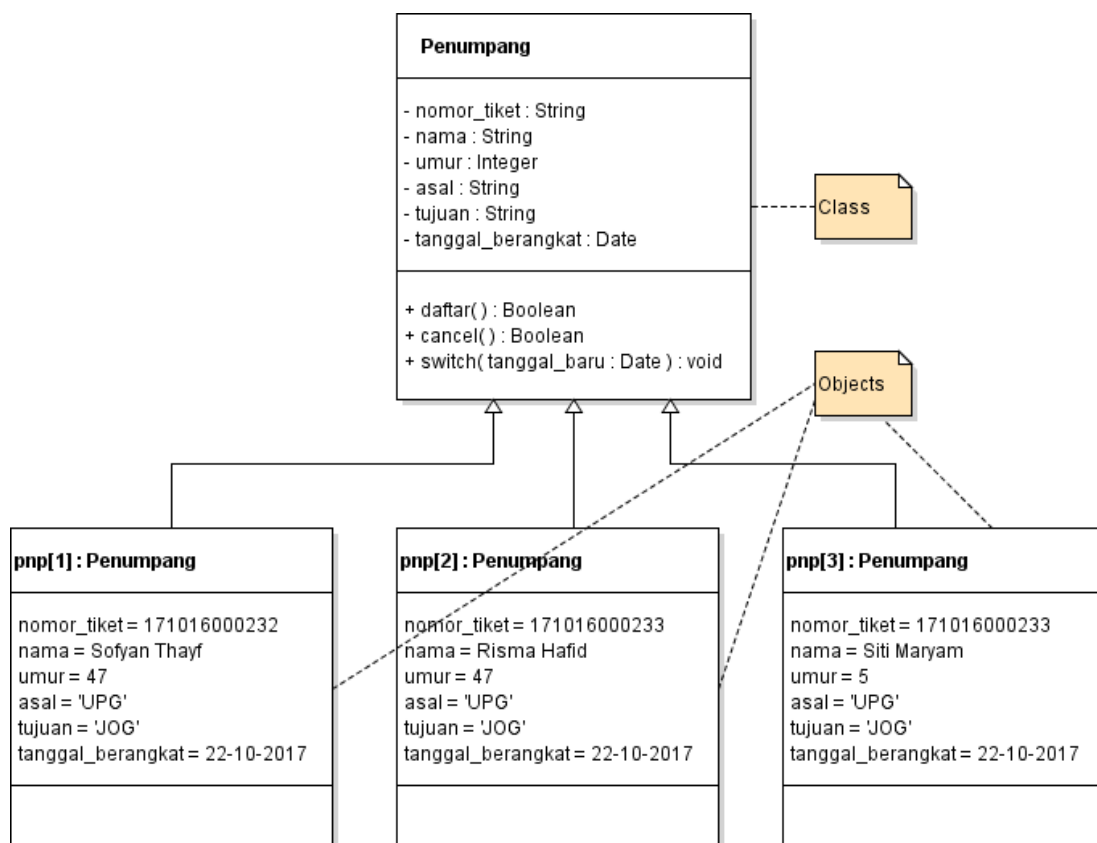 Penumpang
- nomor_tiket : String
- nama : String
- umur : Integer
- asal : String
- tujuan : String
- tanggal_berangkat : Date
Class
+ daftar( ) : Boolean
+ cancel( ) : Boolean
+ switch( tanggal_baru : Date ) : void
Objects
pnp[1] : Penumpang
nomor_tiket = 171016000232
nama = Sofyan Thayf
umur = 47
asal = 'UPG'
tujuan = 'JOG'
tanggal_berangkat = 22-10-2017
pnp[2] : Penumpang
nomor_tiket = 171016000233
nama = Risma Hafid
umur = 47
asal = 'UPG'
tujuan = 'JOG'
tanggal_berangkat = 22-10-2017
pnp[3] : Penumpang
nomor_tiket = 171016000233
nama = Siti Maryam
umur = 5
asal = 'UPG'
tujuan = 'JOG'
tanggal_berangkat = 22-10-2017